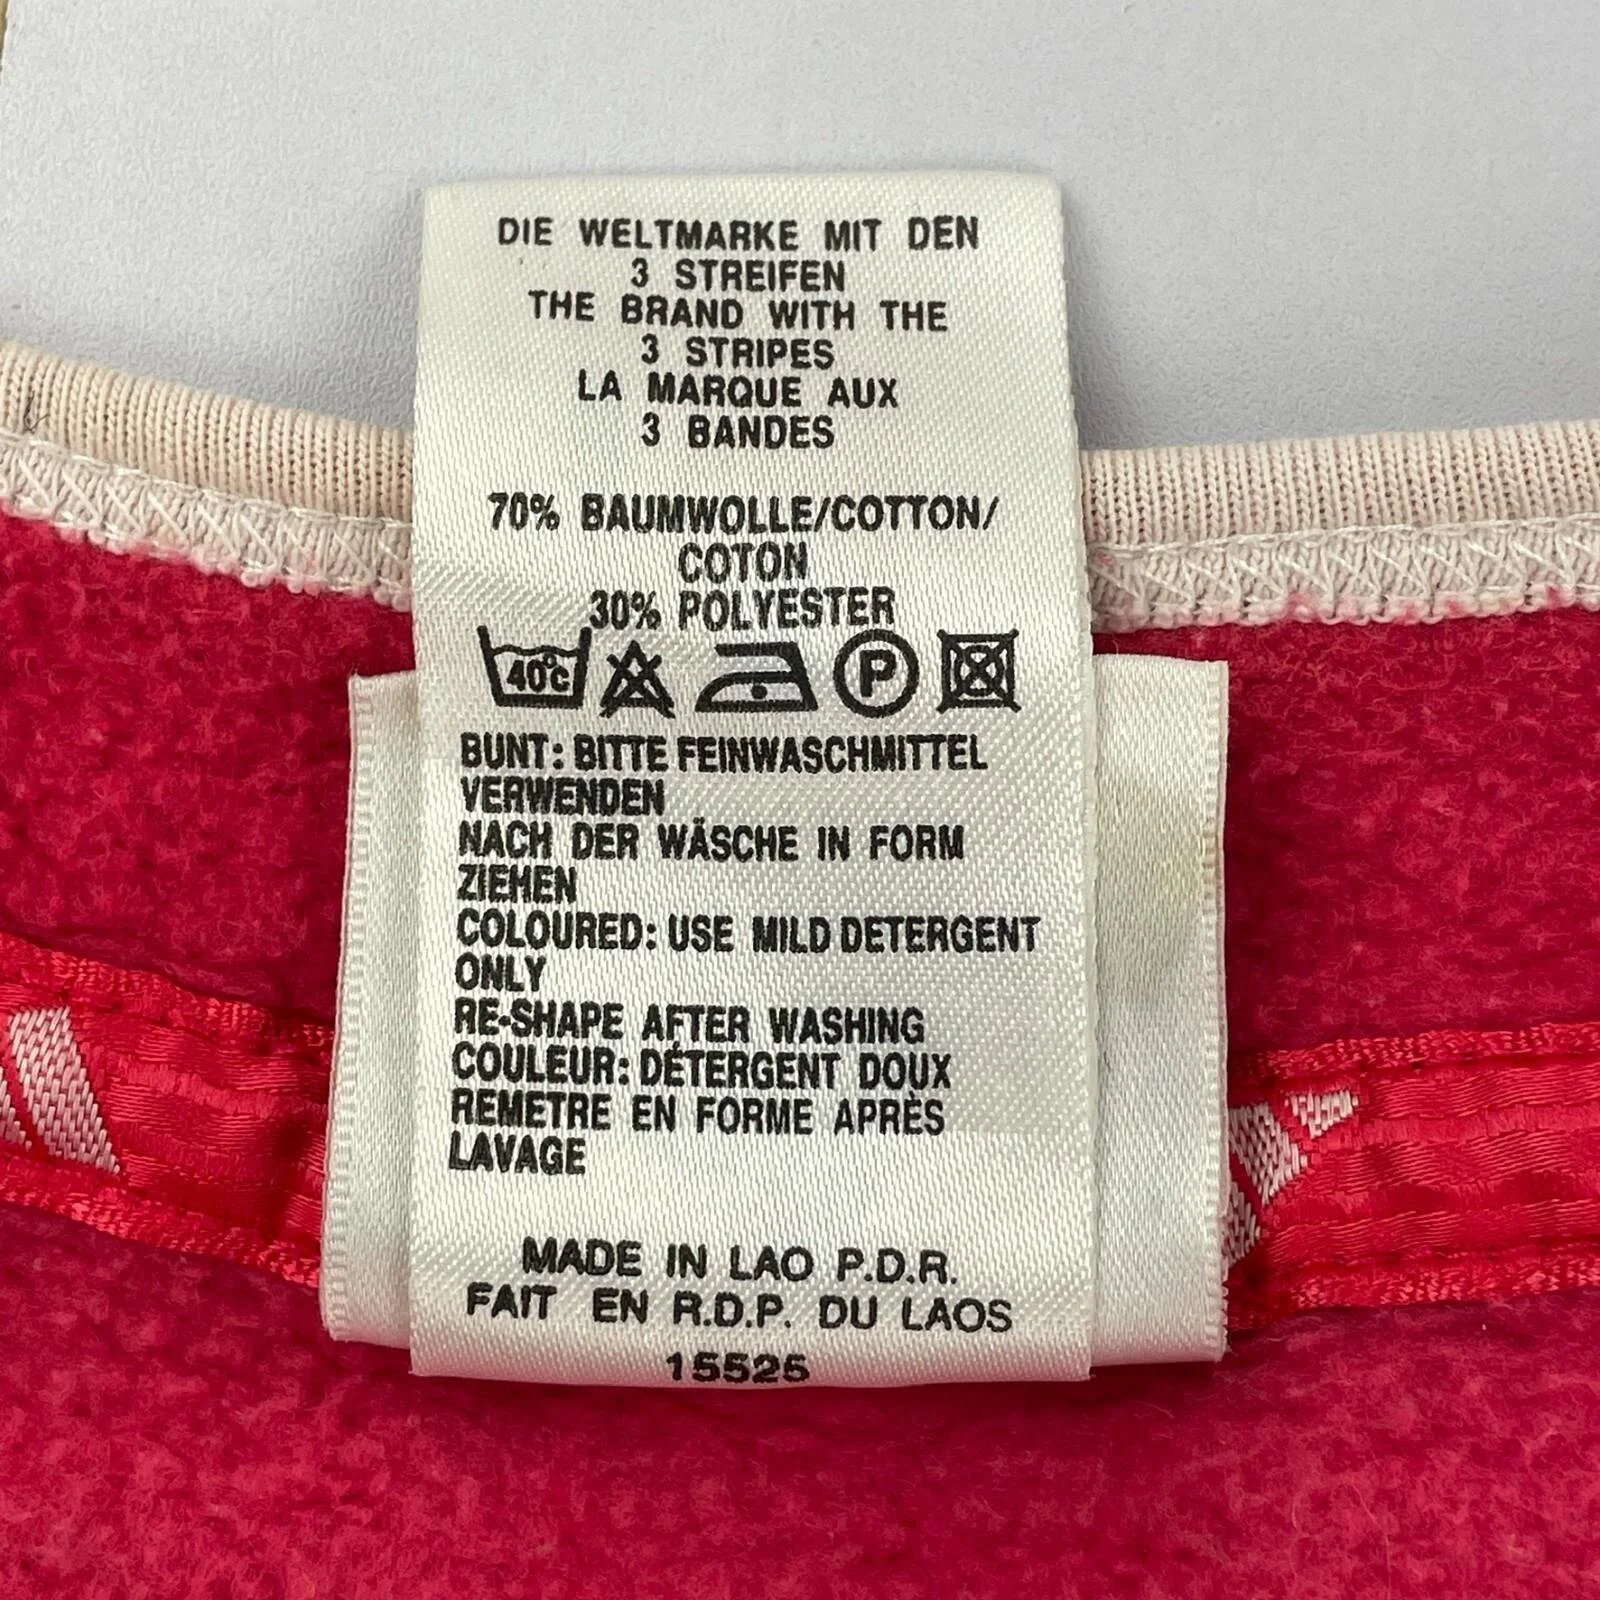 DIE WELTMARKE MIT DEN
3 STREIFEN
THE BRAND WITH THE
3 STRIPES
LA MARQUE AUX
3 BANDES
70% BAUMWOLLE/COTTON/
COTON
30% POLYESTER
40°C P
BUNT: BITTE FEINWASCHMITTEL
VERWENDEN
NACH DER WÄSCHE IN FORM
ZIEHEN
COLOURED: USE MILD DETERGENT
ONLY
RE-SHAPE AFTER WASHING
COULEUR: DÉTERGENT DOUX
REMETRE EN FORME APRÈS
LAVAGE
MADE IN LAO P.D.R.
FAIT EN R.D.P. DU LAOS
15525